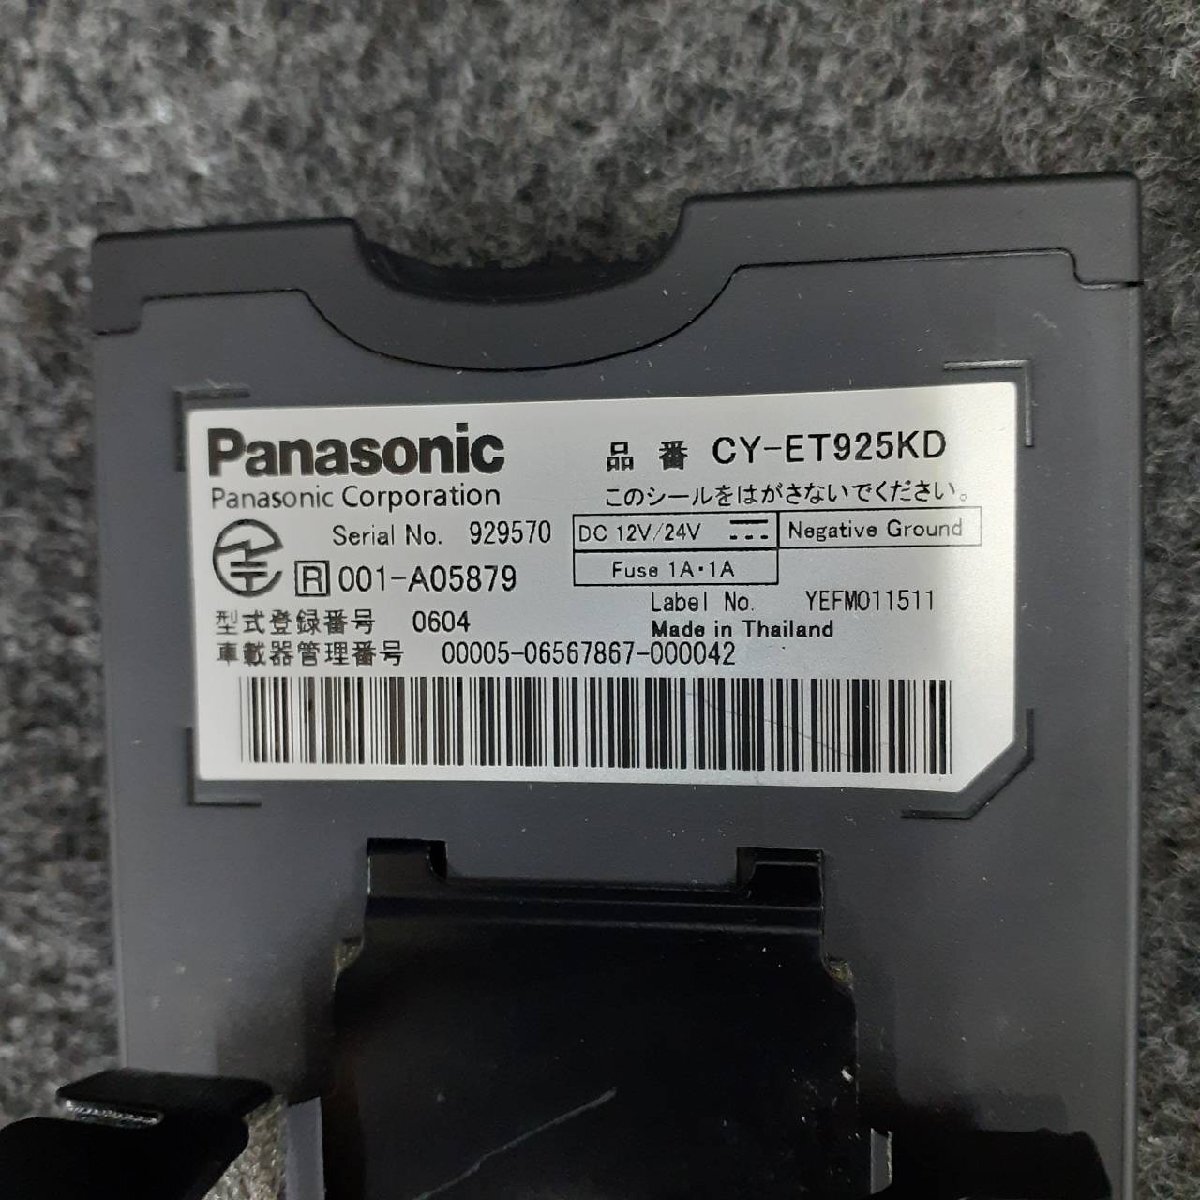 Panasonic
Panasonic Corporation
品番 CY-ET925KD
このシールをはがさないでください。
Serial No. 929570
DC 12V/24V
Negative Ground
Fuse 1A・1A
R 001-A05879
Label No. YEFM011511
Made in Thailand
型式登録番号 0604
車載器管理番号 00005-06567867-000042